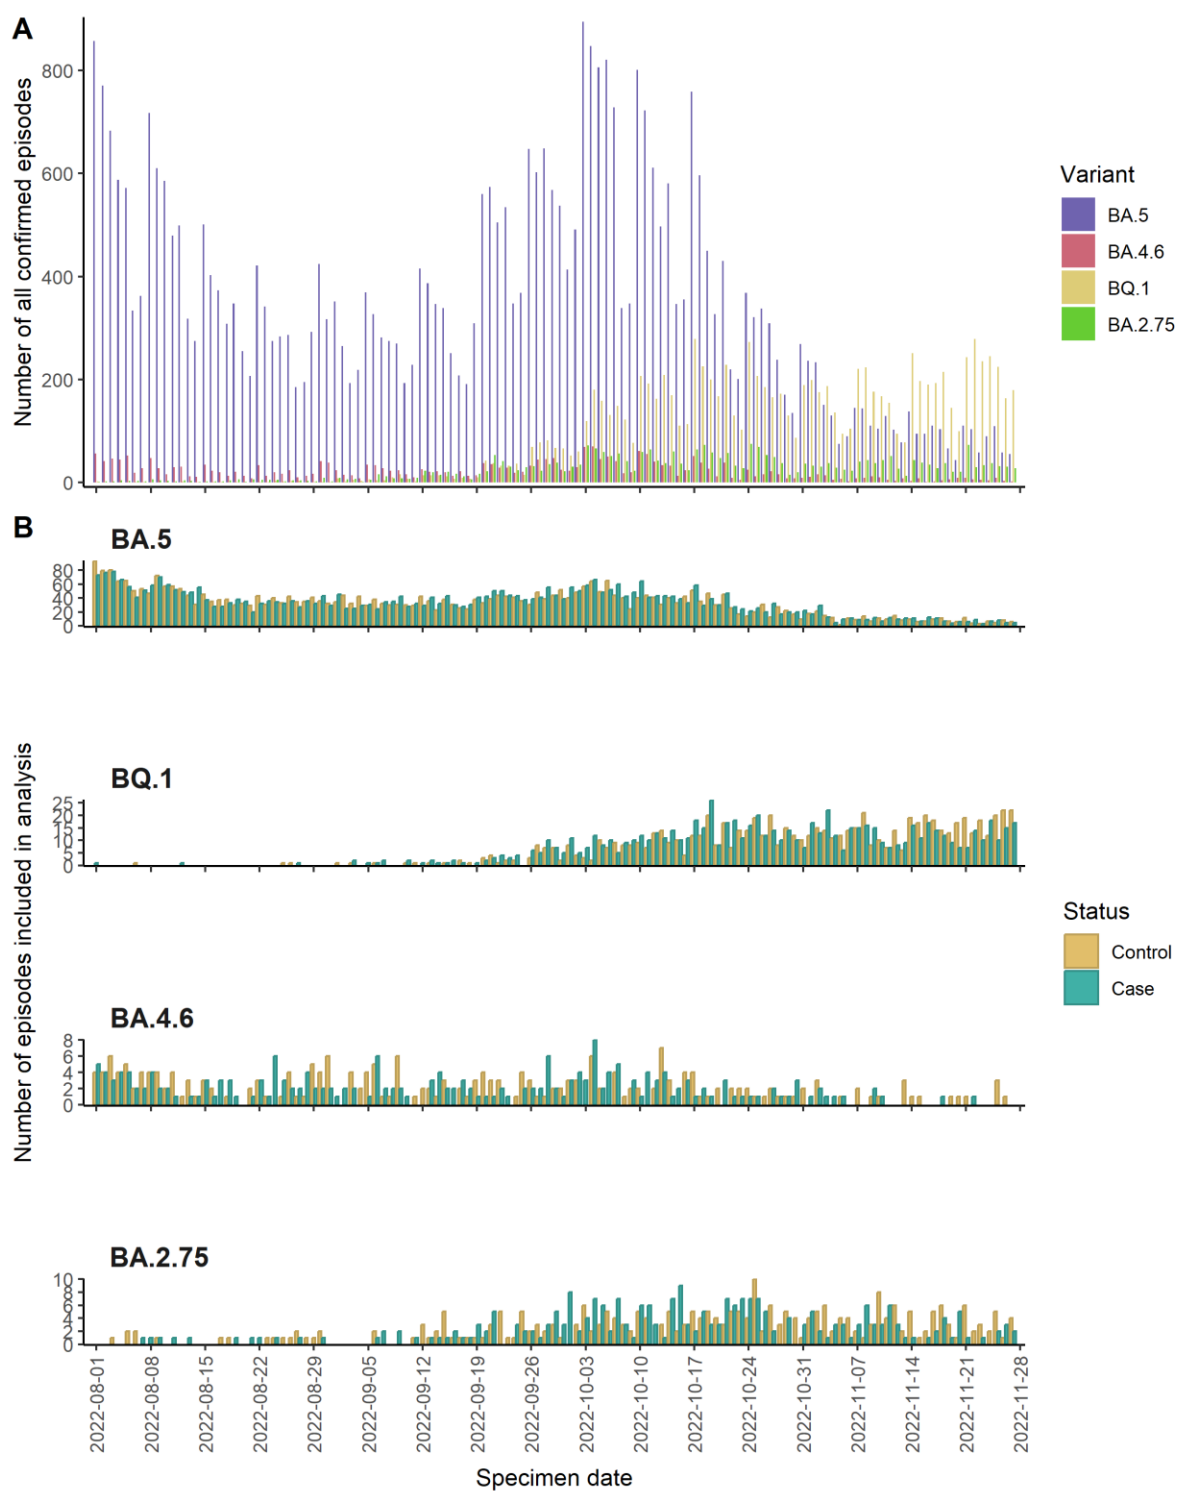 A
Number of all confirmed episodes
800
600
400
200
0
Variant
BA.5
BA.4.6
BQ.1
BA.2.75
B
Number of episodes included in analysis
BA.5
80
60
40
20
0
BQ.1
25
20
15
10
5
0
BA.4.6
8
6
4
2
0
Status
Control
Case
BA.2.75
10
8
6
4
2
0
2022-08-01
2022-08-08
2022-08-15
2022-08-22
2022-08-29
2022-09-05
2022-09-12
2022-09-19
2022-09-26
2022-10-03
2022-10-10
2022-10-17
2022-10-24
2022-10-31
2022-11-07
2022-11-14
2022-11-21
2022-11-28
Specimen date